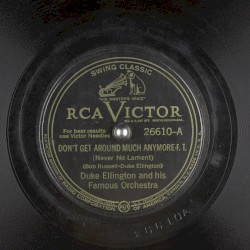 SWING CLASSIC
"HIS MASTER'S VOICE"
RCA VICTOR
For best results
use Victor Needles
26610-A
DON'T GET AROUND MUCH ANYMORE-F. T.
(Never No Lament)
(Bob Russell-Duke Ellington)
Duke Ellington and his
Famous Orchestra